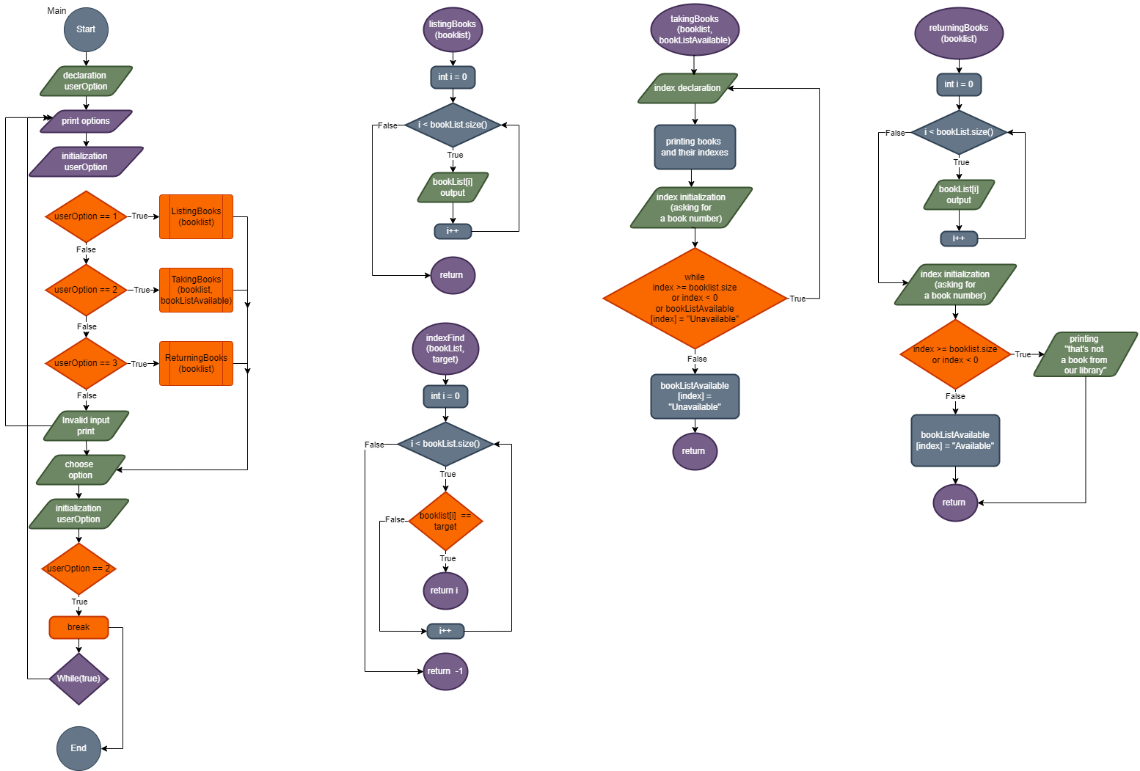 Main
Start
declaration
userOption
print options
initialization
userOption
userOption == 1
True
ListingBooks
(booklist)
False
userOption == 2
True
TakingBooks
(booklist,
bookListAvailable)
False
userOption == 3
True
ReturningBooks
(booklist)
False
Invalid input
print
choose
option
initialization
userOption
userOption == 2
True
break
While(true)
End
listingBooks
(booklist)
int i = 0
i < bookList.size()
False
True
bookList[i]
output
i++
return
indexFind
(bookList,
target)
int i = 0
i < bookList.size()
False
True
booklist[i] ==
target
False
True
return i
i++
return -1
takingBooks
(booklist,
bookListAvailable)
index declaration
printing books
and their indexes
index initialization
(asking for
a book number)
while
index >= booklist.size
or index < 0
or bookListAvailable
[index] = "Unavailable"
True
False
bookListAvailable
[index] =
"Unavailable"
return
returningBooks
(booklist)
int i = 0
i < bookList.size()
False
True
bookList[i]
output
i++
index initialization
(asking for
a book number)
index >= booklist.size
or index < 0
True
printing
"that's not
a book from
our library"
False
bookListAvailable
[index] = "Available"
return